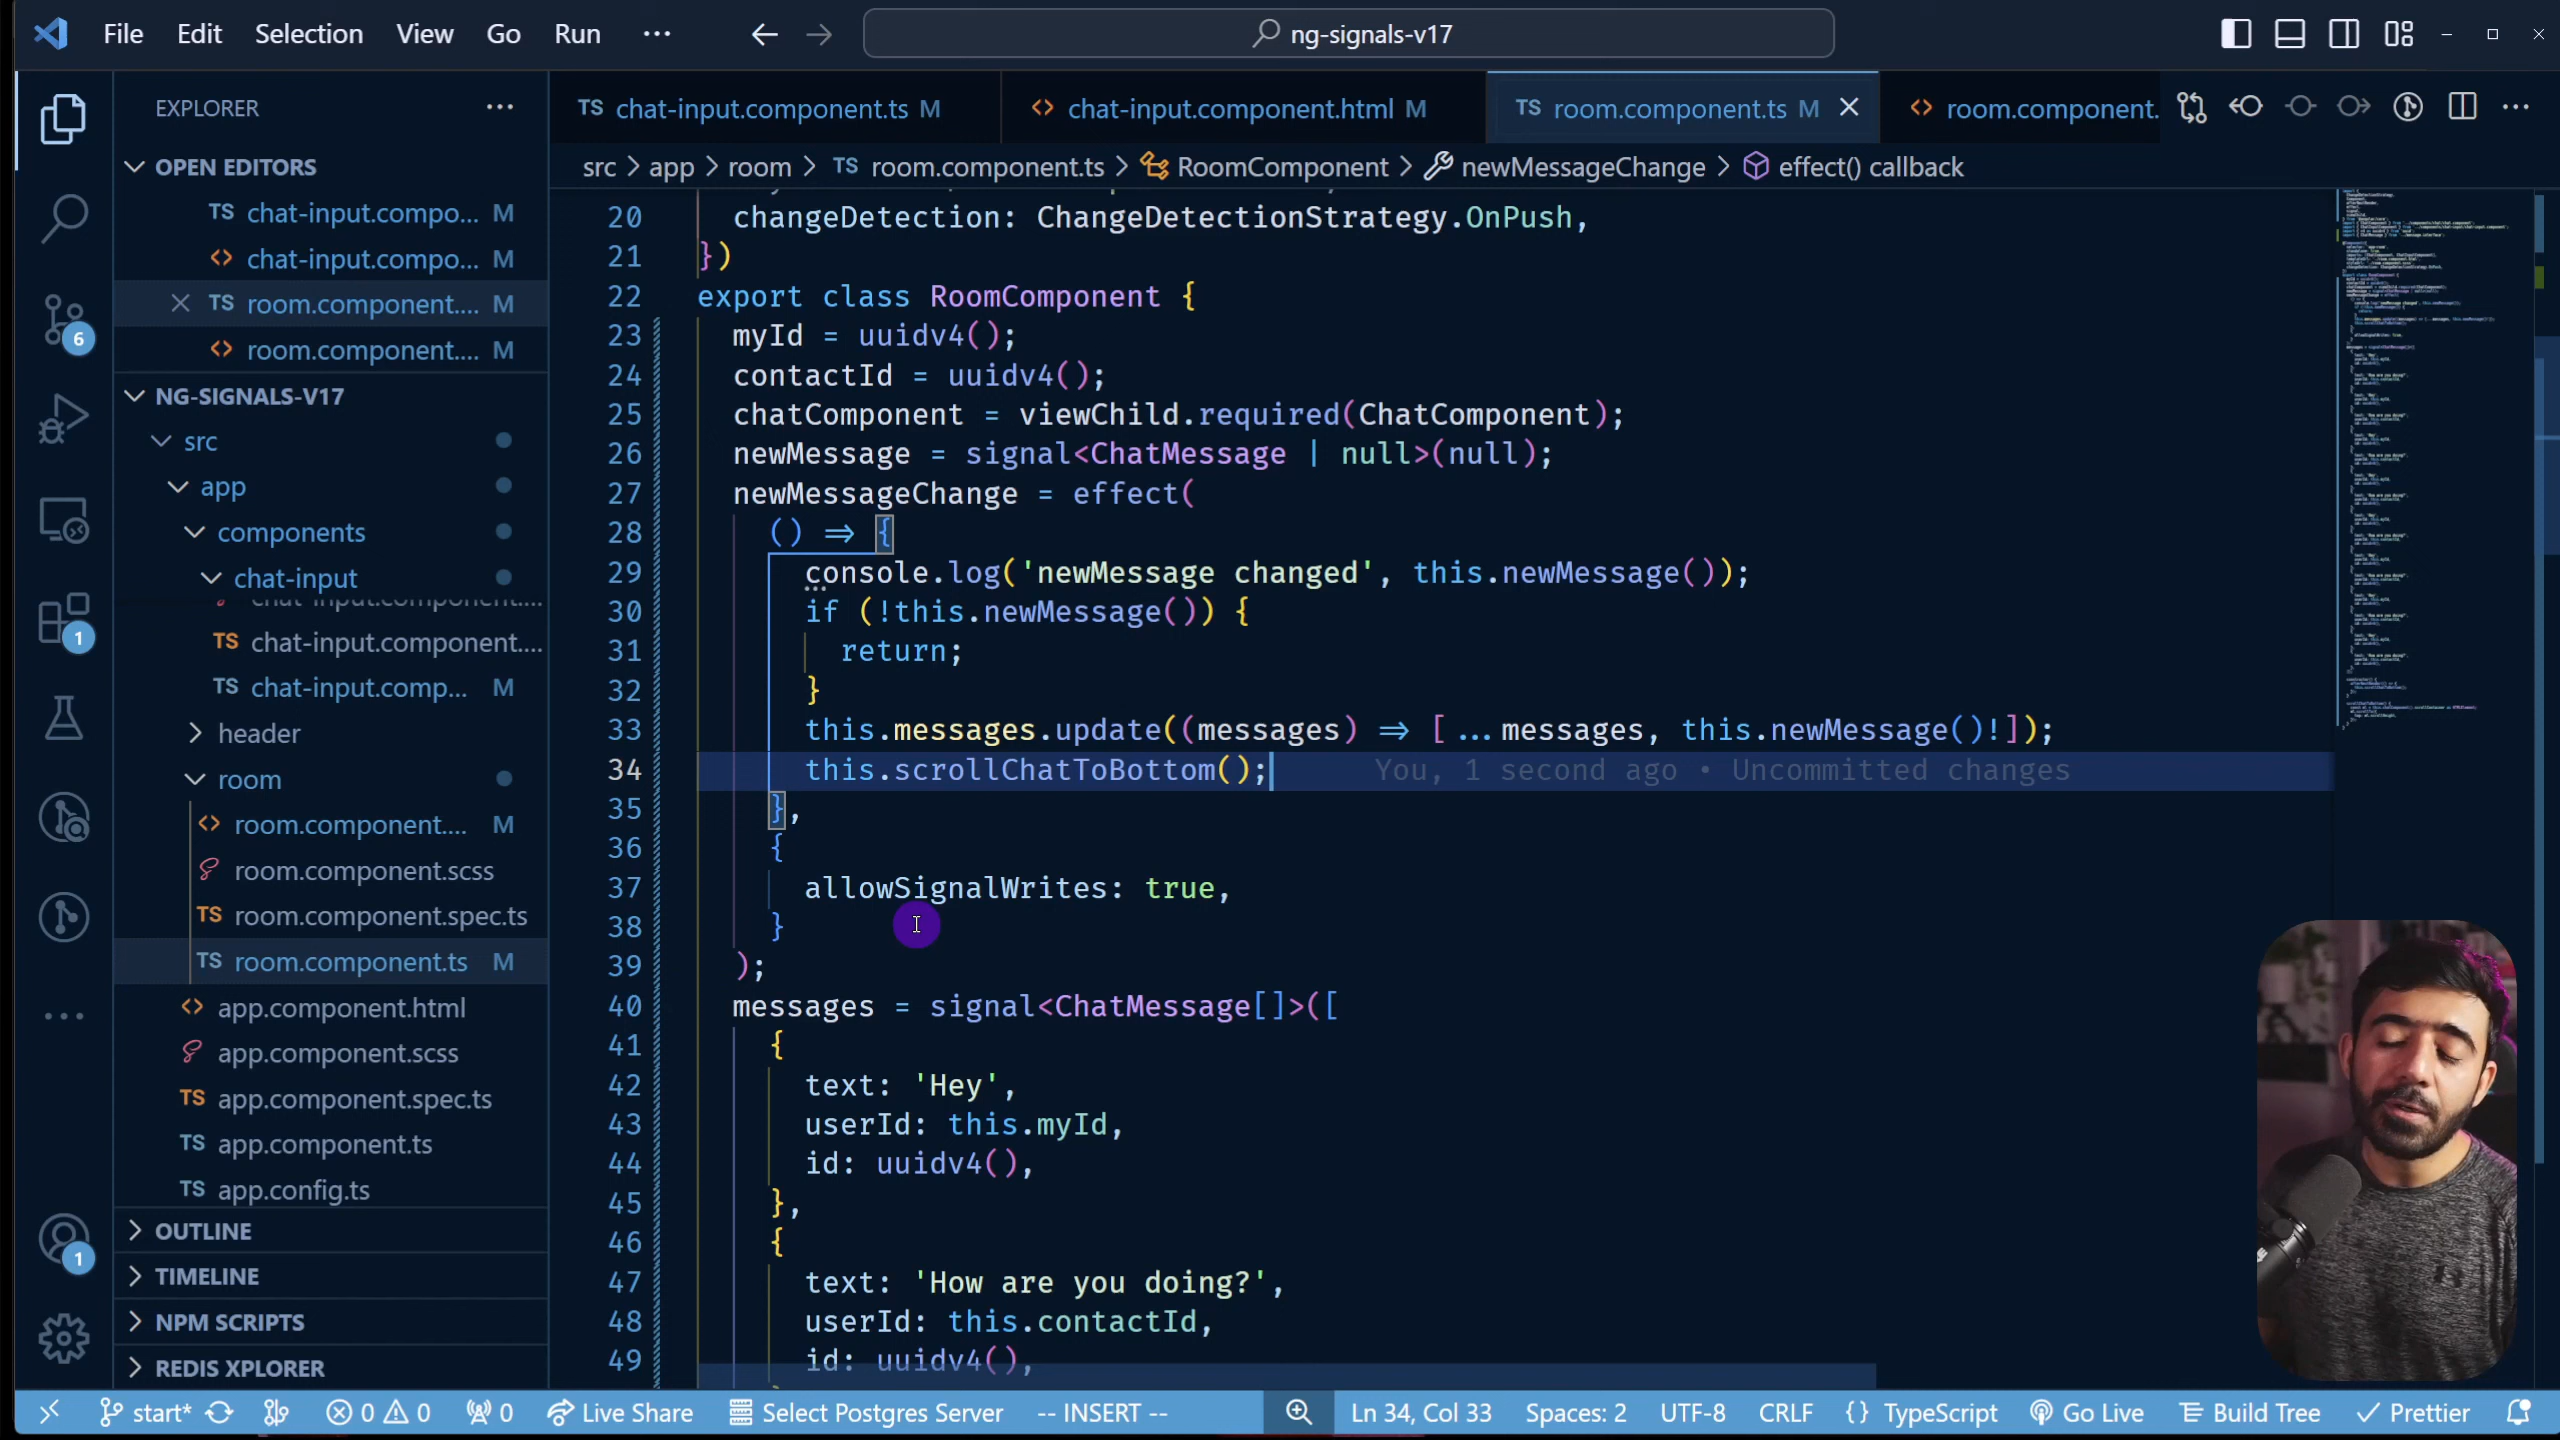 File Edit Selection View Go Run ··· ng-signals-v17
EXPLORER ···
OPEN EDITORS
TS chat-input.compo... M
<> chat-input.compo... M
TS room.component.... M
<> room.component.... M
NG-SIGNALS-V17
src
app
components
chat-input
chat-input.component....
TS chat-input.component....
TS chat-input.comp... M
header
room
<> room.component.... M
room.component.scss
TS room.component.spec.ts
TS room.component.ts M
<> app.component.html
app.component.scss
TS app.component.spec.ts
TS app.component.ts
app.config.ts
OUTLINE
TIMELINE
NPM SCRIPTS
REDIS XPLORER
6
1
1
TS chat-input.component.ts M <> chat-input.component.html M TS room.component.ts M <> room.component. ···
src > app > room > TS room.component.ts > RoomComponent > newMessageChange > effect() callback
20 changeDetection: ChangeDetectionStrategy.OnPush,
21 })
22 export class RoomComponent {
23 myId = uuidv4();
24 contactId = uuidv4();
25 chatComponent = viewChild.required(ChatComponent);
26 newMessage = signal<ChatMessage | null>(null);
27 newMessageChange = effect(
28 () => {
29 console.log('newMessage changed', this.newMessage());
30 if (!this.newMessage()) {
31 return;
32 }
33 this.messages.update((messages) => [...messages, this.newMessage()!]);
34 this.scrollChatToBottom(); You, 1 second ago • Uncommitted changes
35 },
36 {
37 allowSignalWrites: true,
38 }
39 );
40 messages = signal<ChatMessage[]>([
41 {
42 text: 'Hey',
43 userId: this.myId,
44 id: uuidv4(),
45 },
46 {
47 text: 'How are you doing?',
48 userId: this.contactId,
49 id: uuidv4(),
start* 0 0 0 Live Share Select Postgres Server -- INSERT -- Ln 34, Col 33 Spaces: 2 UTF-8 CRLF {} TypeScript Go Live Build Tree Prettier